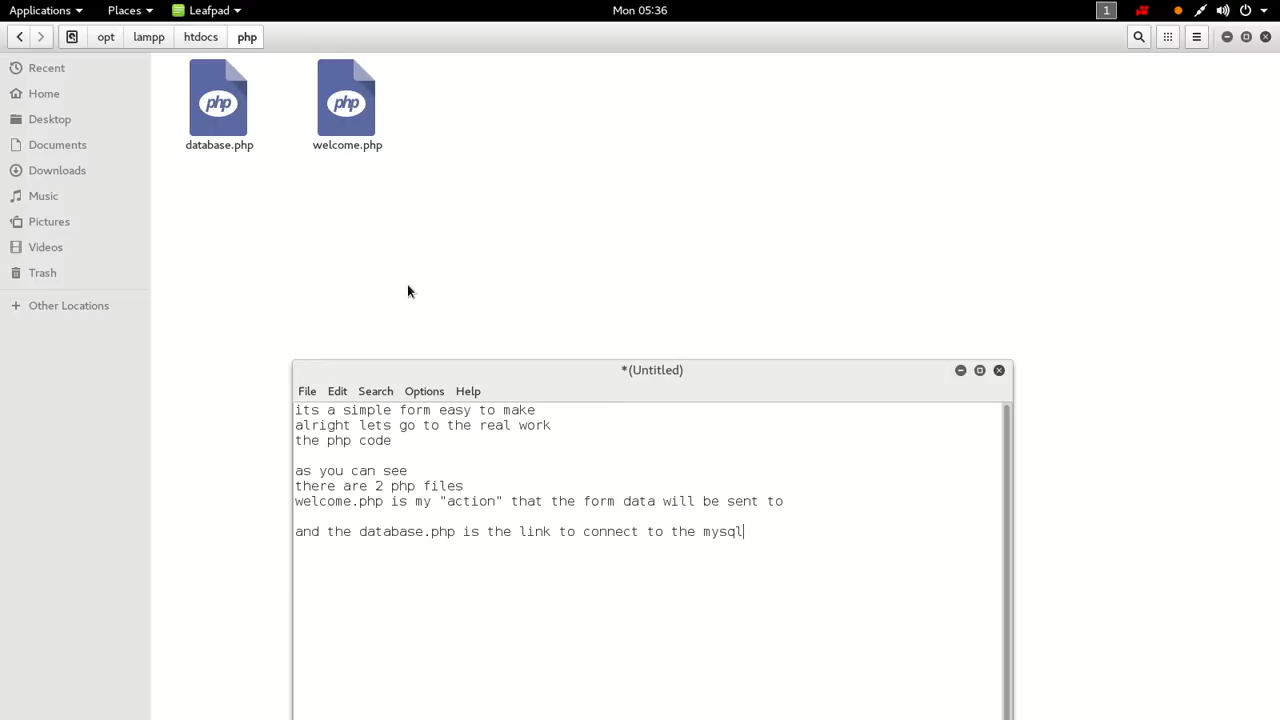 Applications Places Leafpad Mon 05:36 1
opt lampp htdocs php
Recent
Home
Desktop
Documents
Downloads
Music
Pictures
Videos
Trash
Other Locations
php php
database.php welcome.php
*(Untitled)
File Edit Search Options Help
its a simple form easy to make
alright lets go to the real work
the php code
as you can see
there are 2 php files
welcome.php is my "action" that the form data will be sent to
and the database.php is the link to connect to the mysql